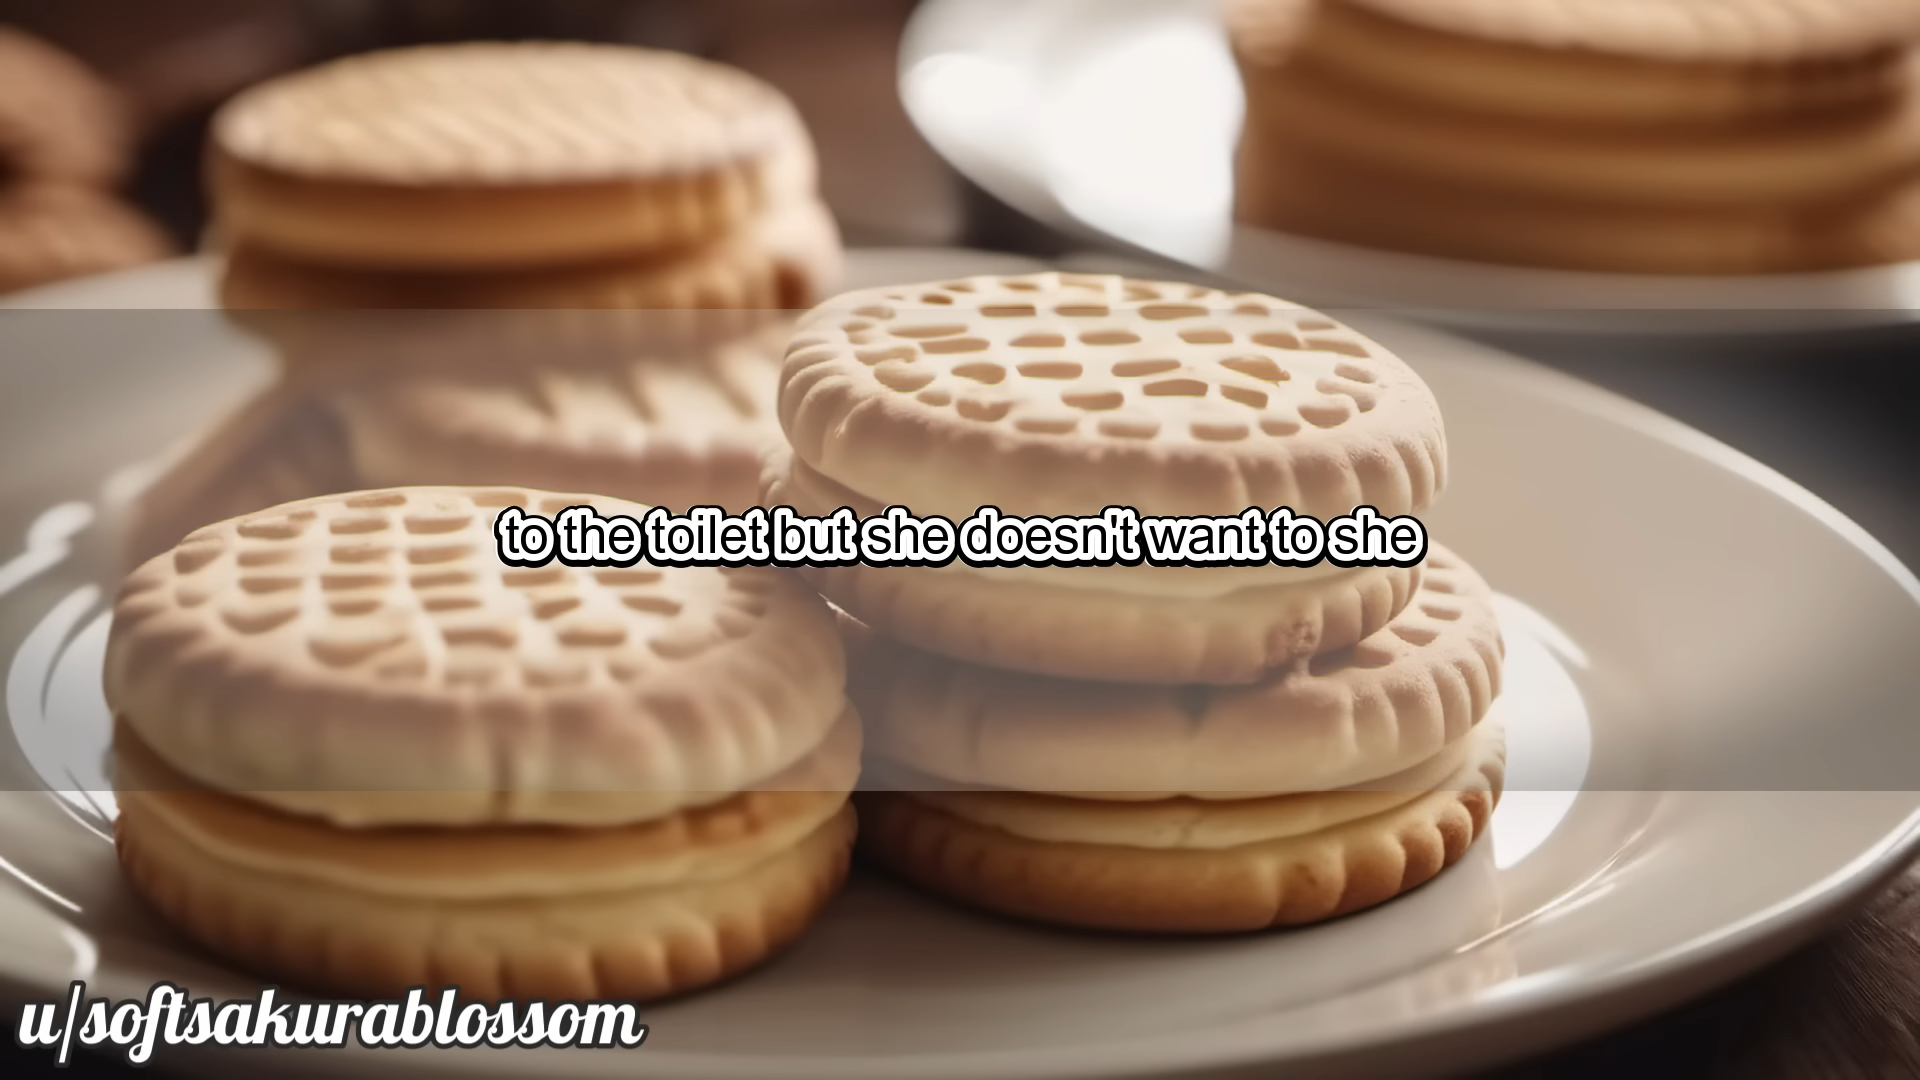 to the toilet but she doesn't want to she
u/softsakurablossom